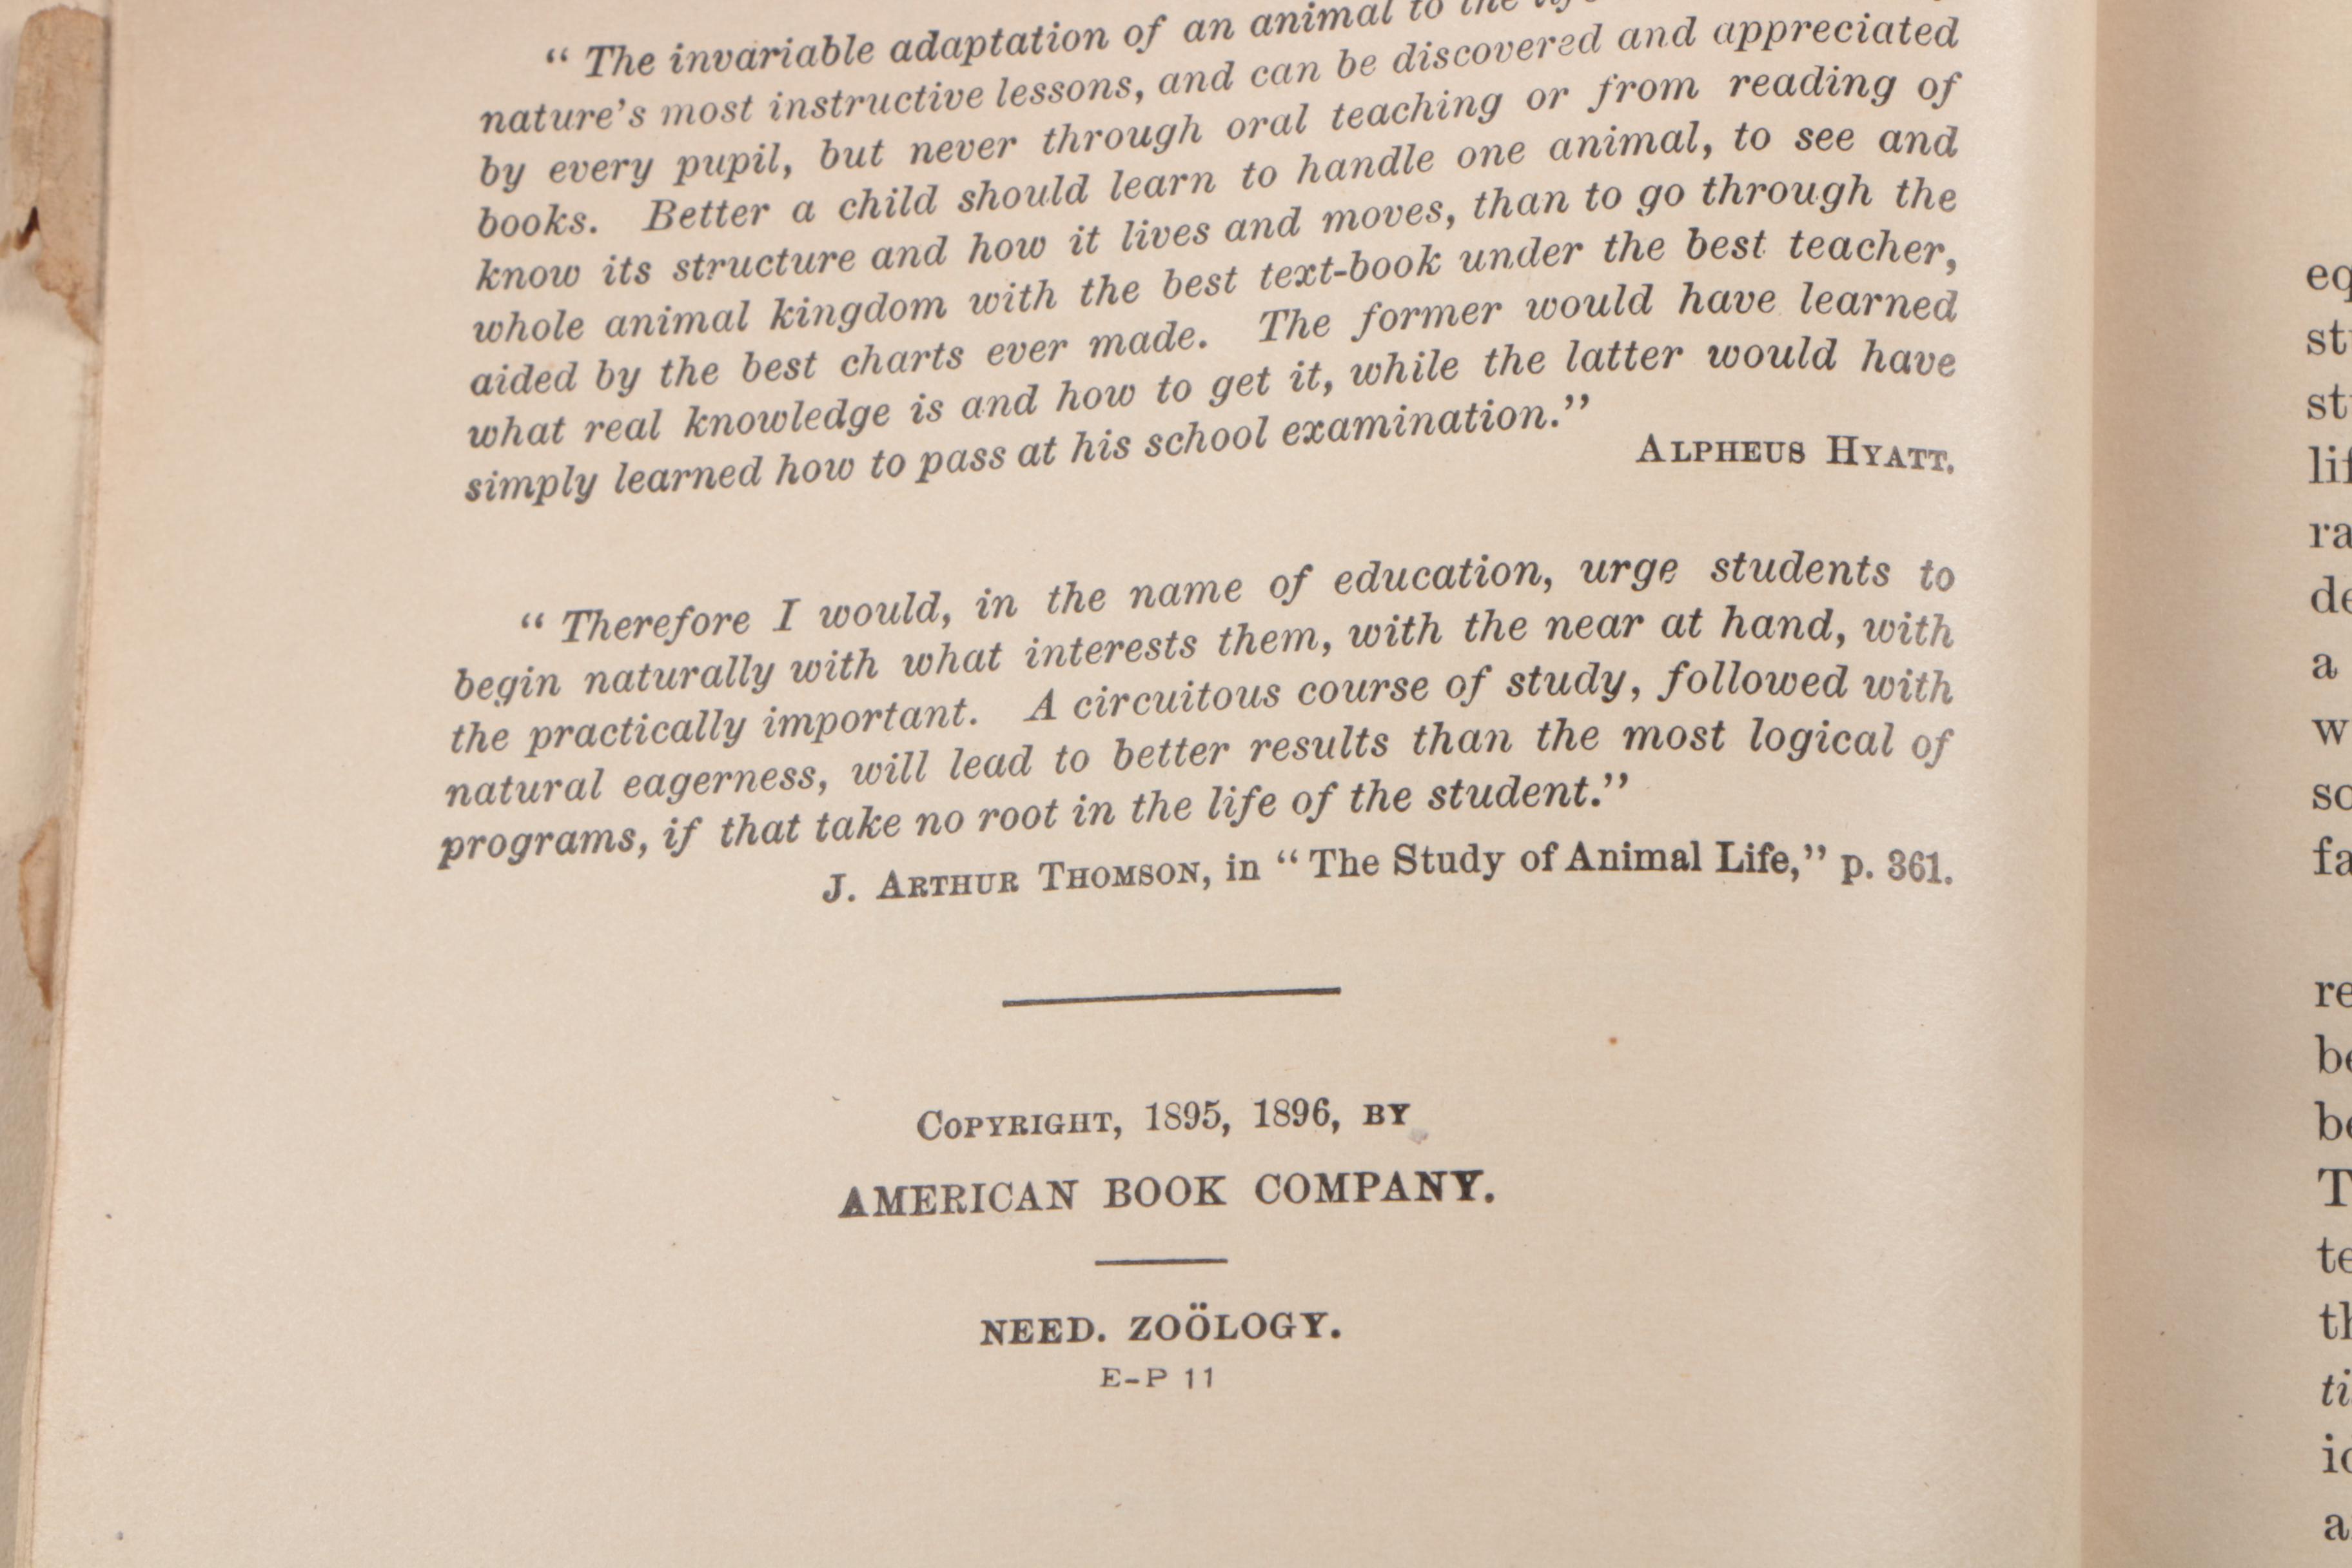 “ The invariable adaptation of an animal to the
nature’s most instructive lessons, and can be discovered and appreciated
by every pupil, but never through oral teaching or from reading of
books. Better a child should learn to handle one animal, to see and
know its structure and how it lives and moves, than to go through the
whole animal kingdom with the best text-book under the best teacher,
aided by the best charts ever made. The former would have learned
what real knowledge is and how to get it, while the latter would have
simply learned how to pass at his school examination.”
ALPHEUS HYATT.
“ Therefore I would, in the name of education, urge students to
begin naturally with what interests them, with the near at hand, with
the practically important. A circuitous course of study, followed with
natural eagerness, will lead to better results than the most logical of
programs, if that take no root in the life of the student.”
J. ARTHUR THOMSON, in “ The Study of Animal Life,” p. 361.
COPYRIGHT, 1895, 1896, BY
AMERICAN BOOK COMPANY.
NEED. ZOÖLOGY.
E-P 11